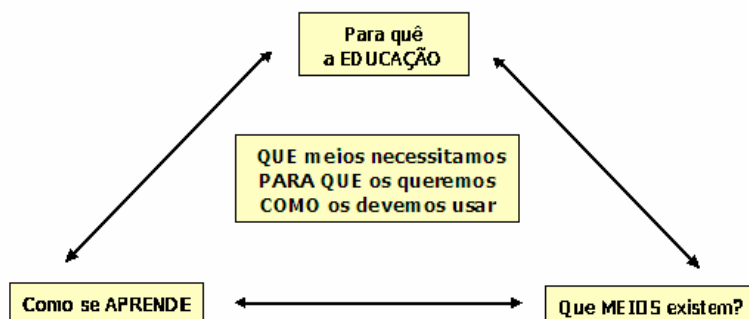 Para quê
a EDUCAÇÃO
QUE meios necessitamos
PARA QUE os queremos
COMO os devemos usar
Como se APRENDE
Que MEIOS existem?